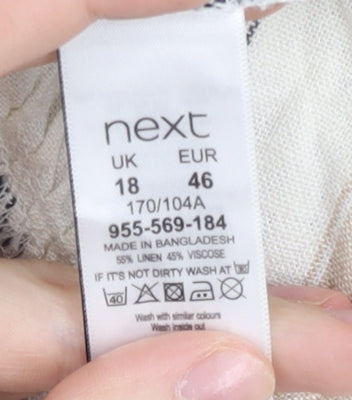 next
UK EUR
18 46
170/104A
955-569-184
MADE IN BANGLADESH
55% LINEN 45% VISCOSE
IF IT'S NOT DIRTY WASH AT 30
40
Wash with similar colours
Wash inside out